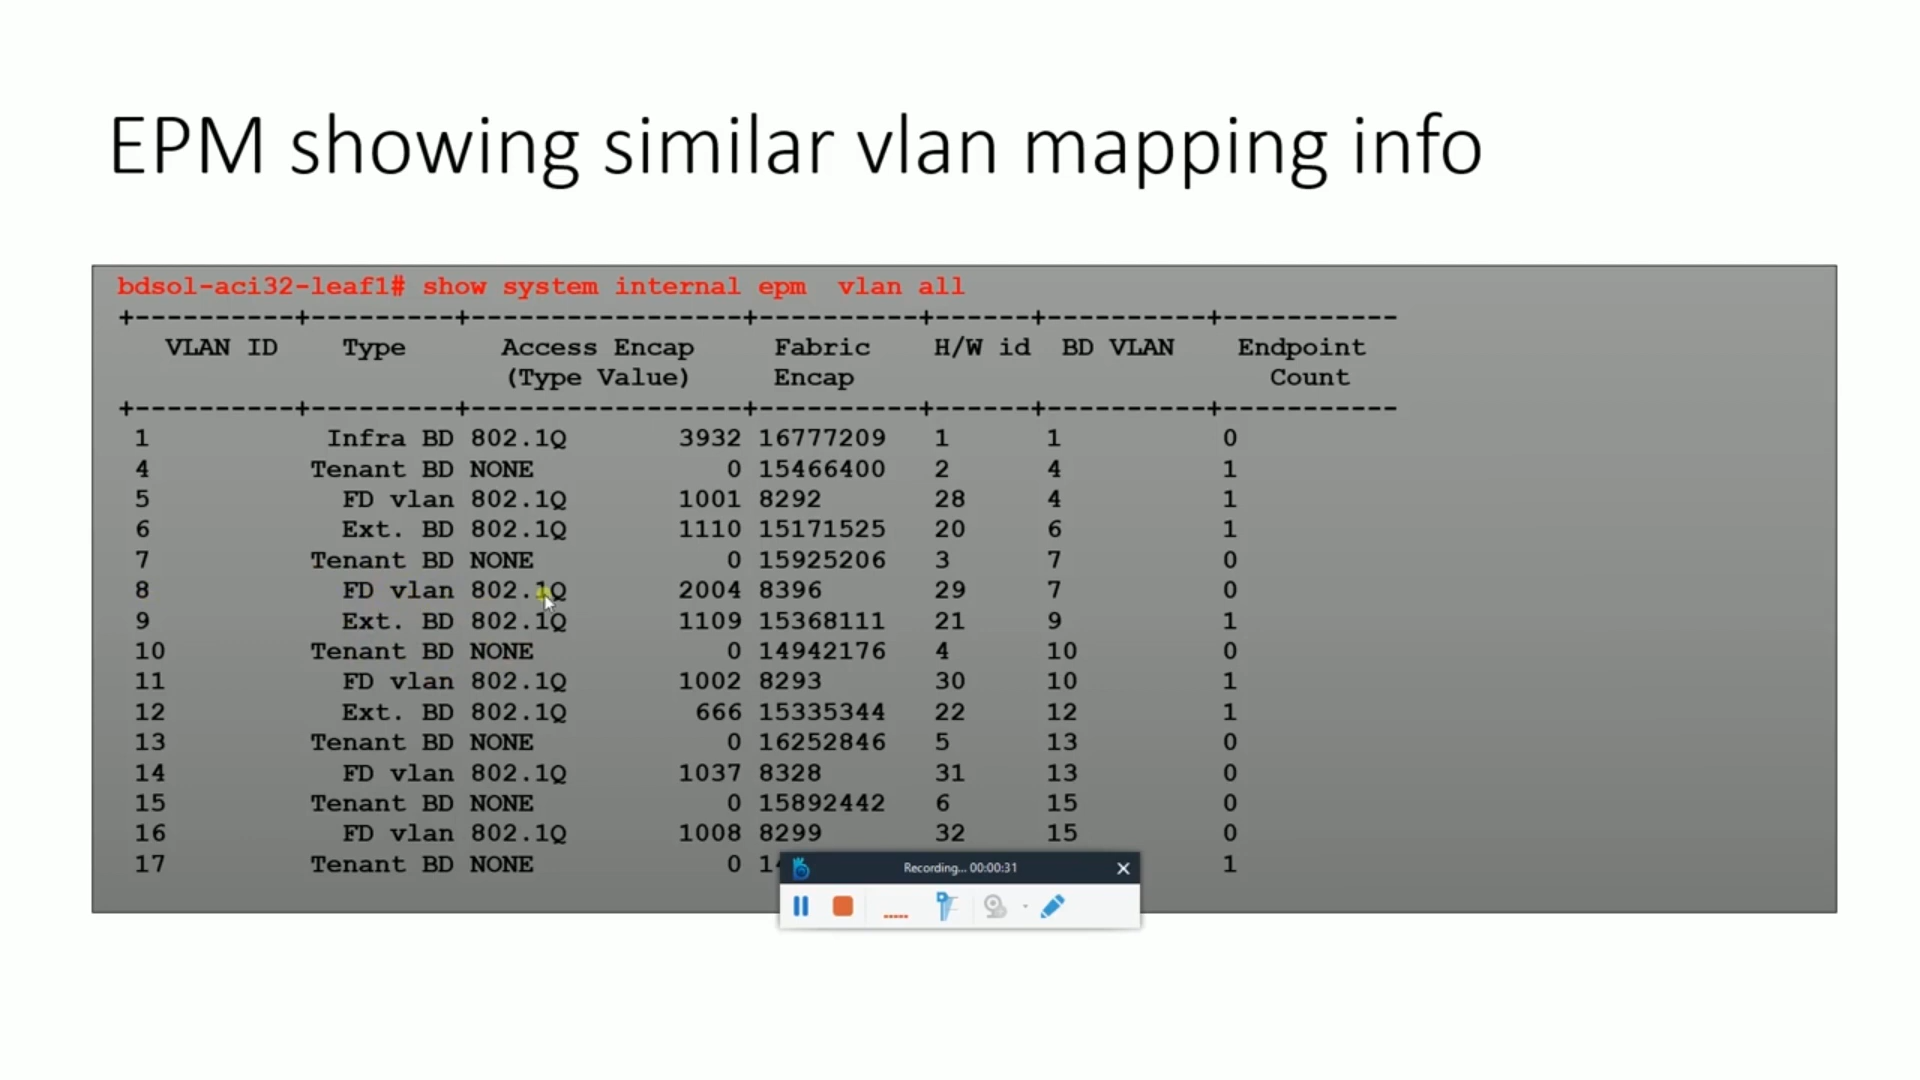 EPM showing similar vlan mapping info
bdsol-aci32-leaf1# show system internal epm  vlan all
+----------+---------+-----------------+----------+------+----------+-----------
VLAN ID    Type      Access Encap     Fabric    H/W id  BD VLAN    Endpoint
(Type Value)     Encap                          Count
+----------+---------+-----------------+----------+------+----------+-----------
1           Infra BD 802.1Q       3932 16777209   1      1          0
4          Tenant BD NONE            0 15466400   2      4          1
5            FD vlan 802.1Q       1001 8292       28     4          1
6            Ext. BD 802.1Q       1110 15171525   20     6          1
7          Tenant BD NONE            0 15925206   3      7          0
8            FD vlan 802.1Q       2004 8396       29     7          0
9            Ext. BD 802.1Q       1109 15368111   21     9          1
10         Tenant BD NONE            0 14942176   4      10         0
11           FD vlan 802.1Q       1002 8293       30     10         1
12           Ext. BD 802.1Q        666 15335344   22     12         1
13         Tenant BD NONE            0 16252846   5      13         0
14           FD vlan 802.1Q       1037 8328       31     13         0
15         Tenant BD NONE            0 15892442   6      15         0
16           FD vlan 802.1Q       1008 8299       32     15         0
17         Tenant BD NONE            0                              1
Recording... 00:00:31